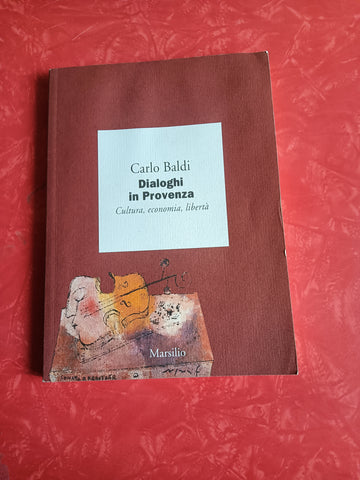 Carlo Baldi
Dialoghi
in Provenza
Cultura, economia, libertà
Marsilio